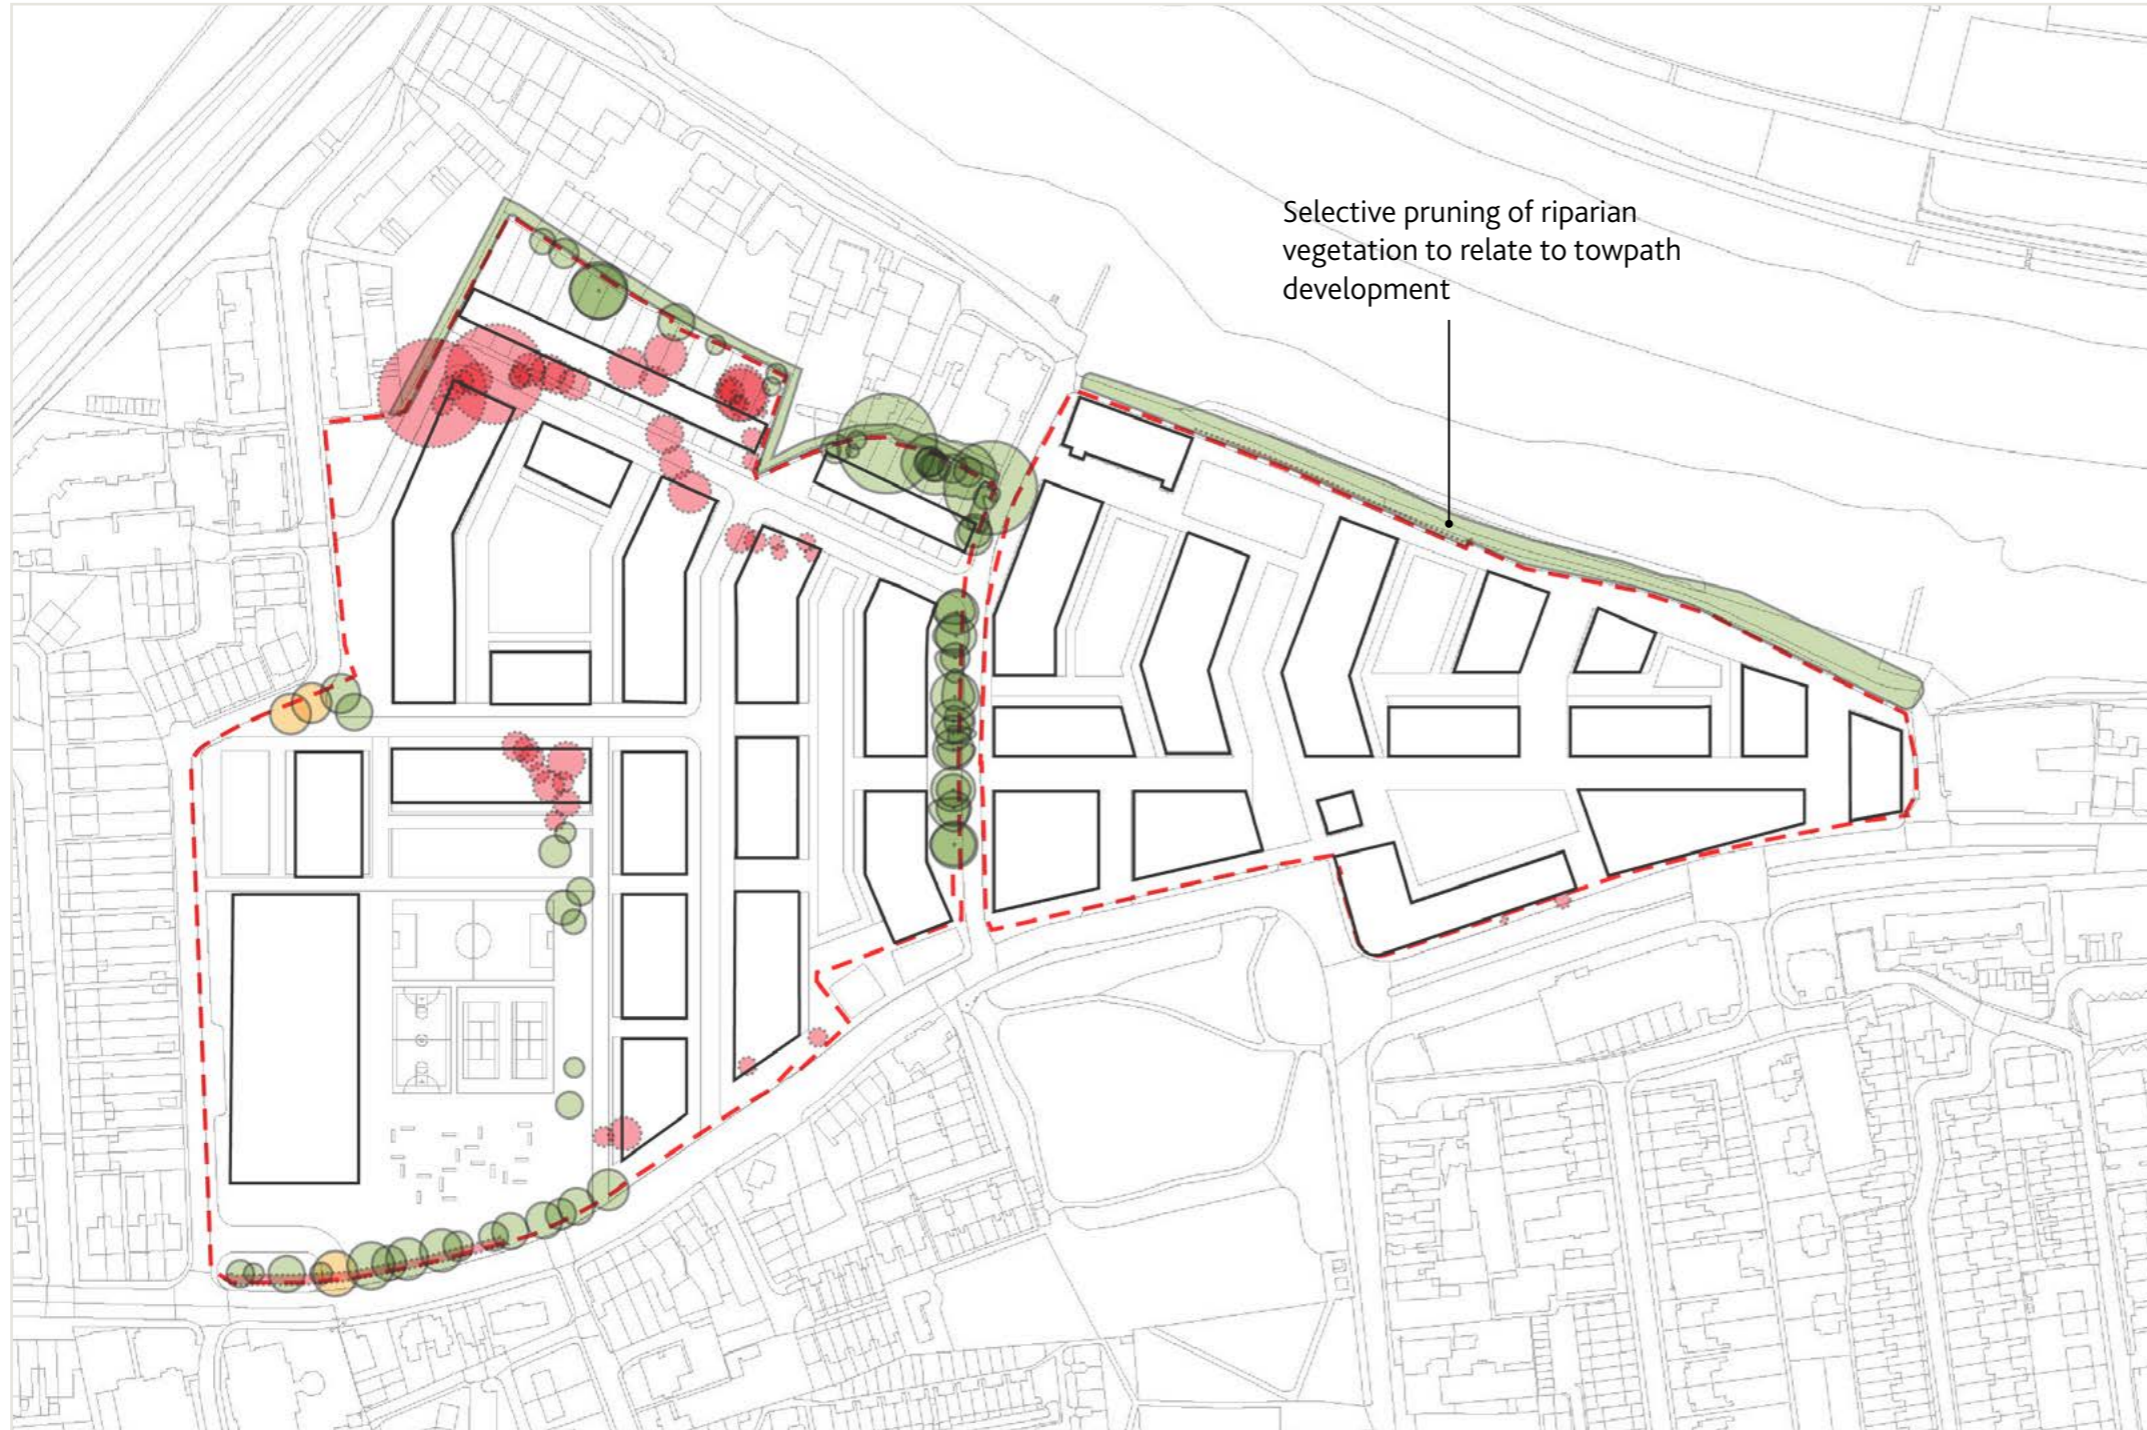 Selective pruning of riparian
vegetation to relate to towpath
development